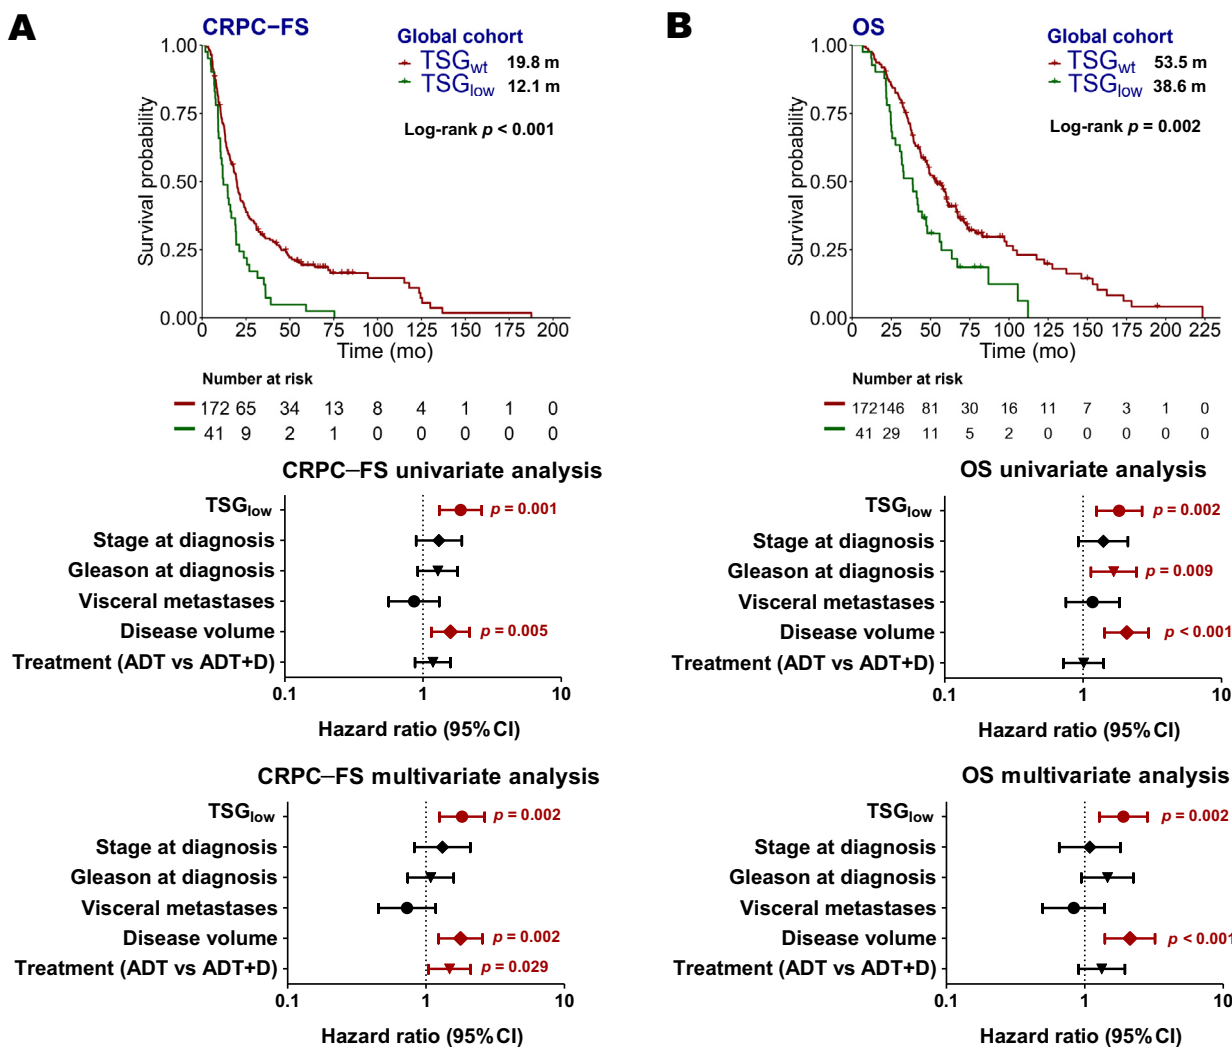 A
CRPC–FS
Global cohort
TSGwt 19.8 m
TSGlow 12.1 m
Log-rank p < 0.001
Survival probability
1.00
0.75
0.50
0.25
0.00
0 25 50 75 100 125 150 175 200
Time (mo)
Number at risk
172 65 34 13 8 4 1 1 0
41 9 2 1 0 0 0 0 0
CRPC–FS univariate analysis
TSGlow p = 0.001
Stage at diagnosis
Gleason at diagnosis
Visceral metastases
Disease volume p = 0.005
Treatment (ADT vs ADT+D)
0.1 1 10
Hazard ratio (95% CI)
CRPC–FS multivariate analysis
TSGlow p = 0.002
Stage at diagnosis
Gleason at diagnosis
Visceral metastases
Disease volume p = 0.002
Treatment (ADT vs ADT+D) p = 0.029
0.1 1 10
Hazard ratio (95% CI)
B
OS
Global cohort
TSGwt 53.5 m
TSGlow 38.6 m
Log-rank p = 0.002
Survival probability
1.00
0.75
0.50
0.25
0.00
0 25 50 75 100 125 150 175 200 225
Time (mo)
Number at risk
172 146 81 30 16 11 7 3 1 0
41 29 11 5 2 0 0 0 0 0
OS univariate analysis
TSGlow p = 0.002
Stage at diagnosis
Gleason at diagnosis p = 0.009
Visceral metastases
Disease volume p < 0.001
Treatment (ADT vs ADT+D)
0.1 1 10
Hazard ratio (95% CI)
OS multivariate analysis
TSGlow p = 0.002
Stage at diagnosis
Gleason at diagnosis
Visceral metastases
Disease volume p < 0.001
Treatment (ADT vs ADT+D)
0.1 1 10
Hazard ratio (95% CI)